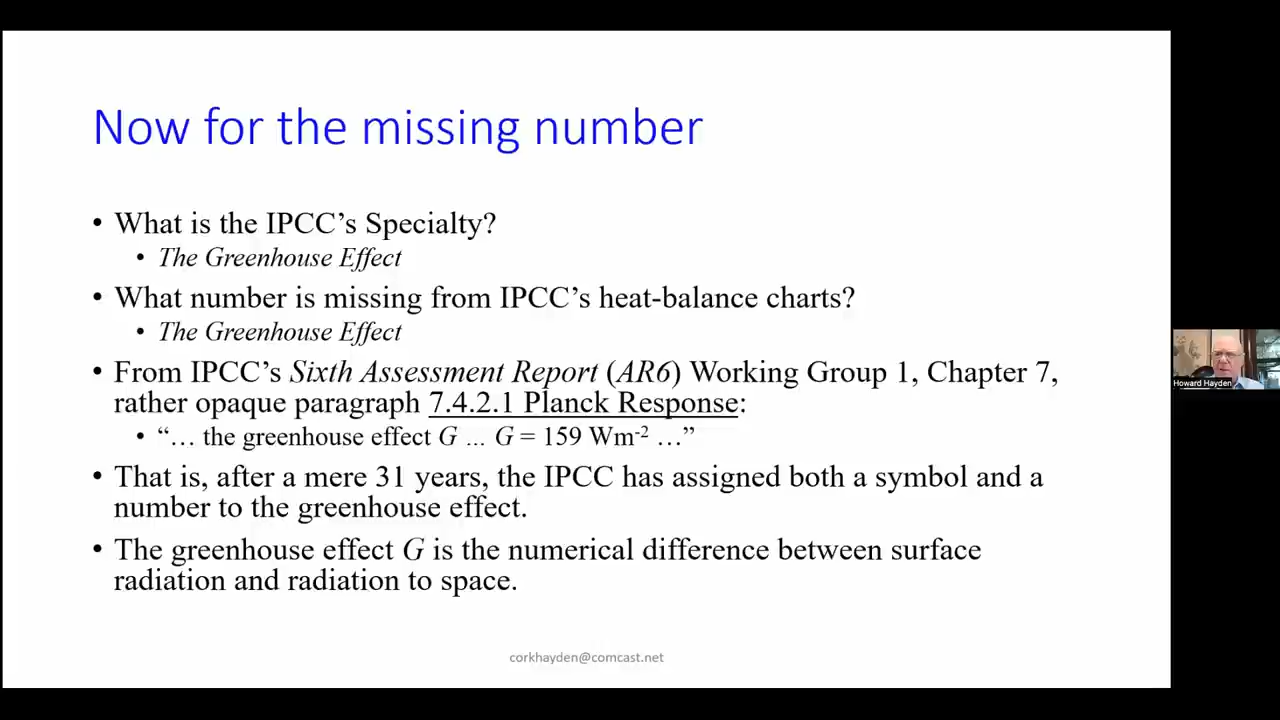 Now for the missing number
• What is the IPCC’s Specialty?
• The Greenhouse Effect
• What number is missing from IPCC’s heat-balance charts?
• The Greenhouse Effect
• From IPCC’s Sixth Assessment Report (AR6) Working Group 1, Chapter 7,
rather opaque paragraph 7.4.2.1 Planck Response:
• “… the greenhouse effect G … G = 159 Wm⁻² …”
• That is, after a mere 31 years, the IPCC has assigned both a symbol and a
number to the greenhouse effect.
• The greenhouse effect G is the numerical difference between surface
radiation and radiation to space.
corkhayden@comcast.net
Howard Hayden